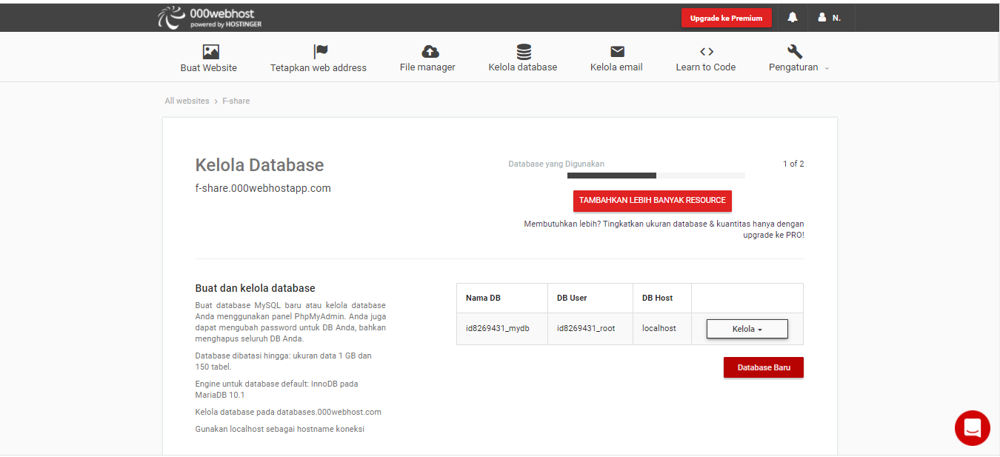 000webhost
powered by HOSTINGER
Upgrade ke Premium
N.
Buat Website
Tetapkan web address
File manager
Kelola database
Kelola email
Learn to Code
Pengaturan
All websites › F-share
Kelola Database
f-share.000webhostapp.com
Database yang Digunakan
1 of 2
TAMBAHKAN LEBIH BANYAK RESOURCE
Membutuhkan lebih? Tingkatkan ukuran database & kuantitas hanya dengan
upgrade ke PRO!
Buat dan kelola database
Buat database MySQL baru atau kelola database
Anda menggunakan panel PhpMyAdmin. Anda juga
dapat mengubah password untuk DB Anda, bahkan
menghapus seluruh DB Anda.
Database dibatasi hingga: ukuran data 1 GB dan
150 tabel.
Engine untuk database default: InnoDB pada
MariaDB 10.1
Kelola database pada databases.000webhost.com
Gunakan localhost sebagai hostname koneksi
Nama DB DB User DB Host
id8269431_mydb id8269431_root localhost Kelola
Database Baru